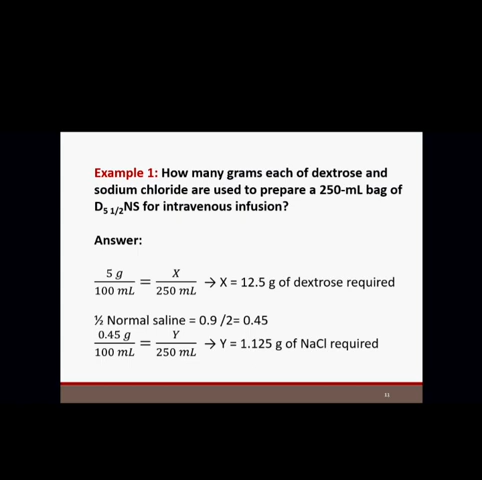 Example 1: How many grams each of dextrose and
sodium chloride are used to prepare a 250-mL bag of
D5 1/2NS for intravenous infusion?
Answer:
5 g / 100 mL = X / 250 mL → X = 12.5 g of dextrose required
½ Normal saline = 0.9 /2= 0.45
0.45 g / 100 mL = Y / 250 mL → Y = 1.125 g of NaCl required
11